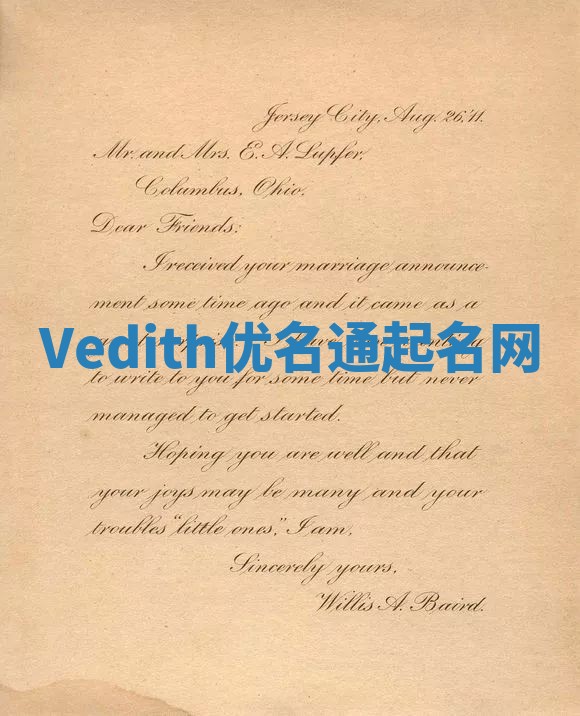 Jersey City, Aug. 26,'11.
Mr. and Mrs. E. A. Lupfer,
Columbus, Ohio.
Dear Friends:
I received your marriage announce-
ment some time ago and it came as a
Vedith优名通起名网
to write to you for some time but never
managed to get started.
Hoping you are well and that
your joys may be many and your
troubles "little ones," I am,
Sincerely yours,
Willis A. Baird.